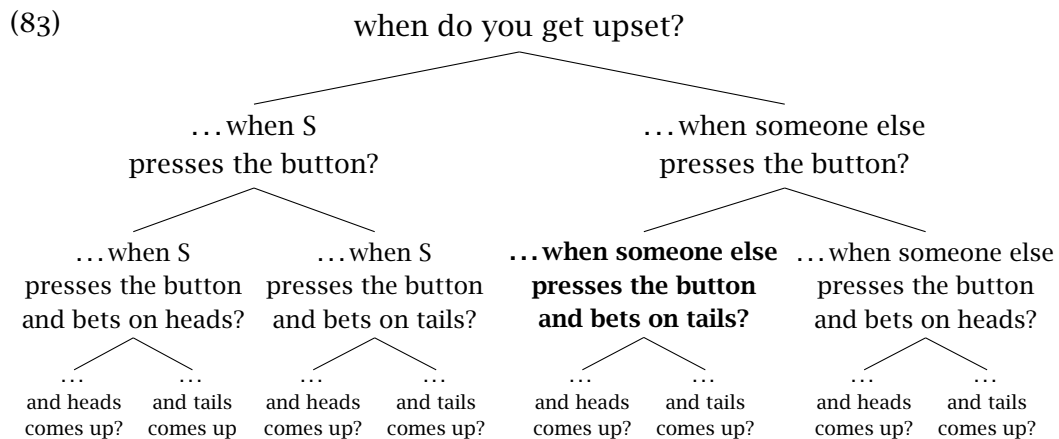 (83)
when do you get upset?
...when S
presses the button?
...when someone else
presses the button?
...when S
presses the button
and bets on heads?
...when S
presses the button
and bets on tails?
...when someone else
presses the button
and bets on tails?
...when someone else
presses the button
and bets on heads?
...
and heads
comes up?
...
and tails
comes up
...
and heads
comes up?
...
and tails
comes up?
...
and heads
comes up?
...
and tails
comes up?
...
and heads
comes up?
...
and tails
comes up?